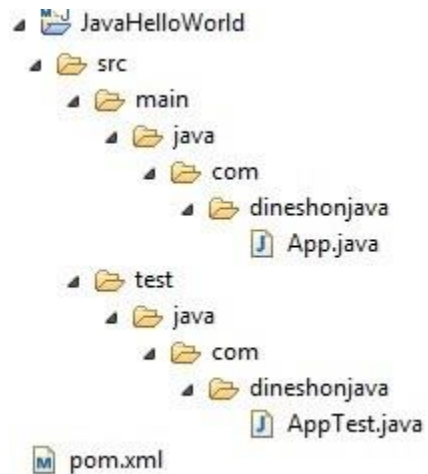 JavaHelloWorld
src
main
java
com
dineshonjava
App.java
test
java
com
dineshonjava
AppTest.java
pom.xml